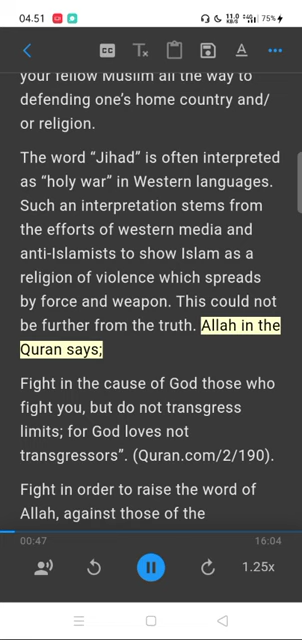 04.51
11.0
KB/S
75%
CC
your fellow Muslim all the way to
defending one's home country and/
or religion.
The word “Jihad” is often interpreted
as “holy war” in Western languages.
Such an interpretation stems from
the efforts of western media and
anti-Islamists to show Islam as a
religion of violence which spreads
by force and weapon. This could not
be further from the truth. Allah in the
Quran says;
Fight in the cause of God those who
fight you, but do not transgress
limits; for God loves not
transgressors”. (Quran.com/2/190).
Fight in order to raise the word of
Allah, against those of the
00:47
16:04
1.25x